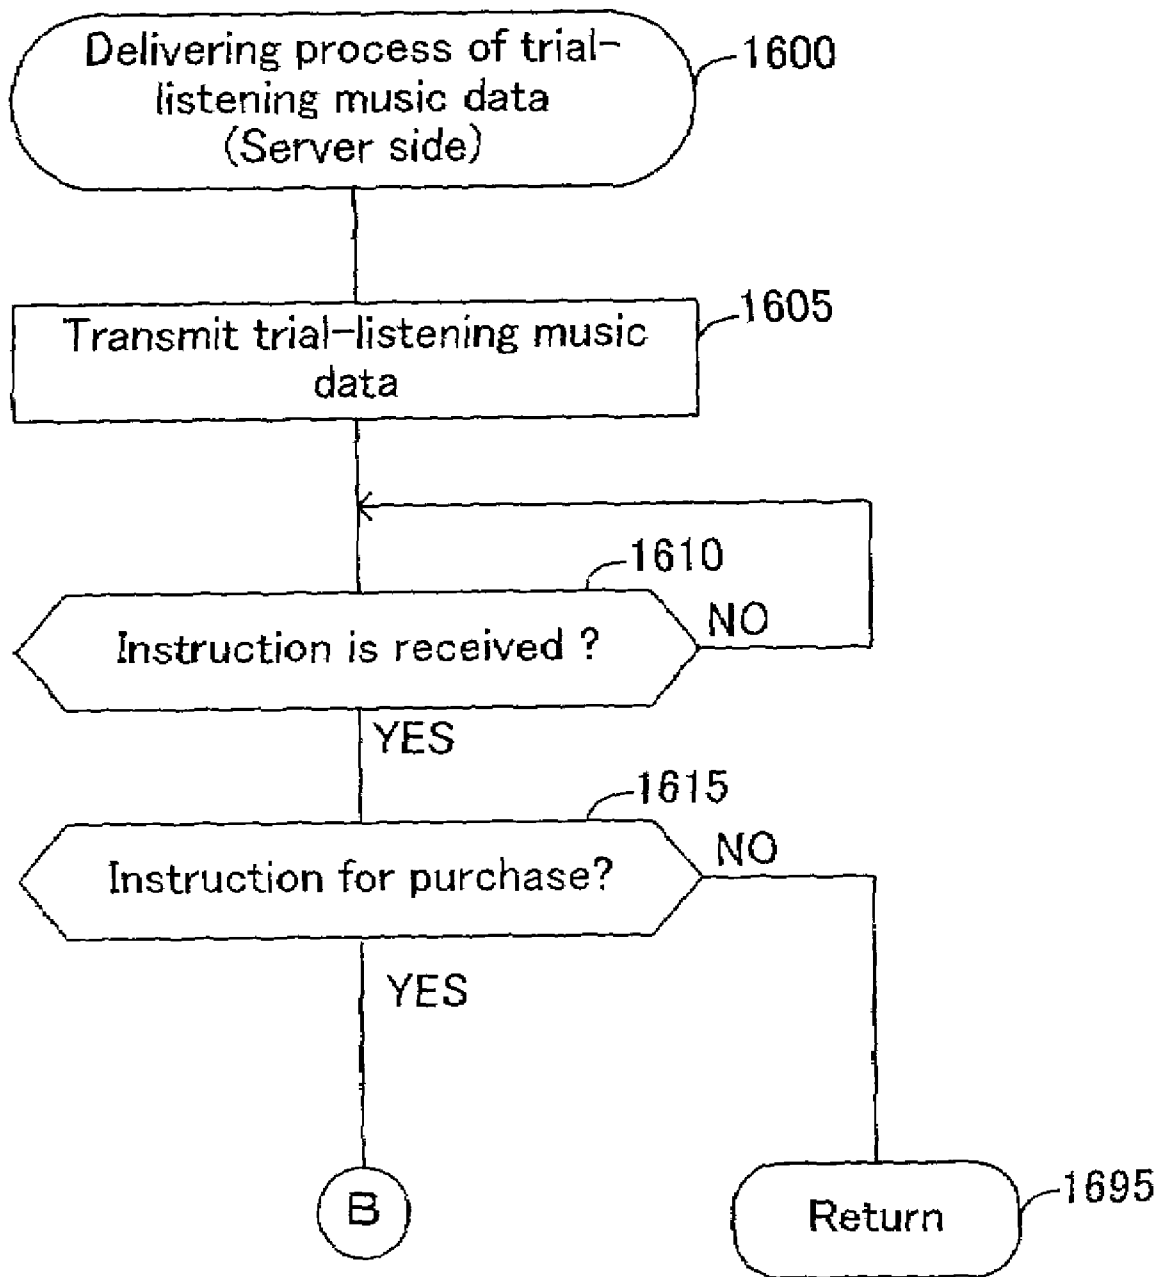 Delivering process of trial-
listening music data
(Server side)
1600
Transmit trial-listening music
data
1605
1610
Instruction is received ?
NO
YES
1615
Instruction for purchase?
NO
YES
B
Return
1695